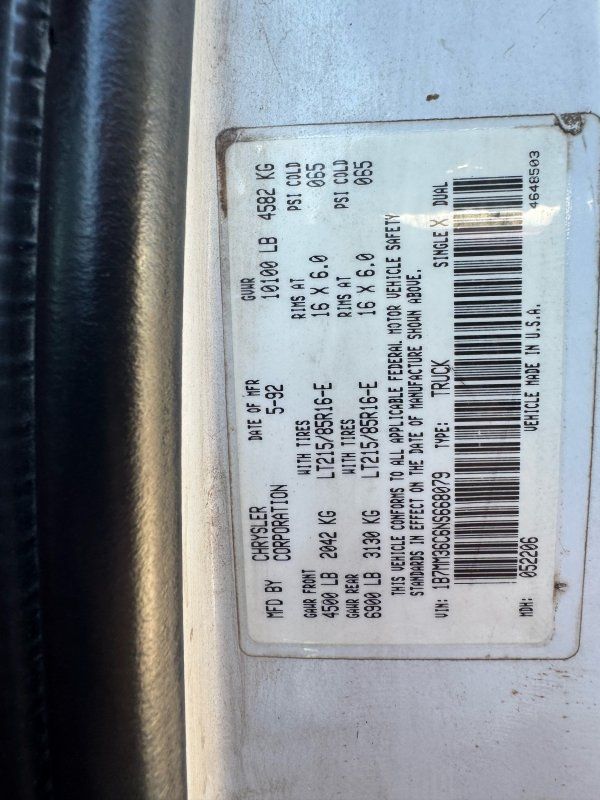 MFD BY CHRYSLER CORPORATION DATE OF MFR 5-92 GVWR 10100 LB 4582 KG
GAWR FRONT WITH TIRES RIMS AT PSI COLD
4500 LB 2042 KG LT215/85R16-E 16 X 6.0 065
GAWR REAR WITH TIRES RIMS AT PSI COLD
6900 LB 3130 KG LT215/85R16-E 16 X 6.0 065
THIS VEHICLE CONFORMS TO ALL APPLICABLE FEDERAL MOTOR VEHICLE SAFETY
STANDARDS IN EFFECT ON THE DATE OF MANUFACTURE SHOWN ABOVE.
VIN: 1B7MM36C6NS668079 TYPE: TRUCK SINGLE X DUAL
MDH: 052206 VEHICLE MADE IN U.S.A. 4648503